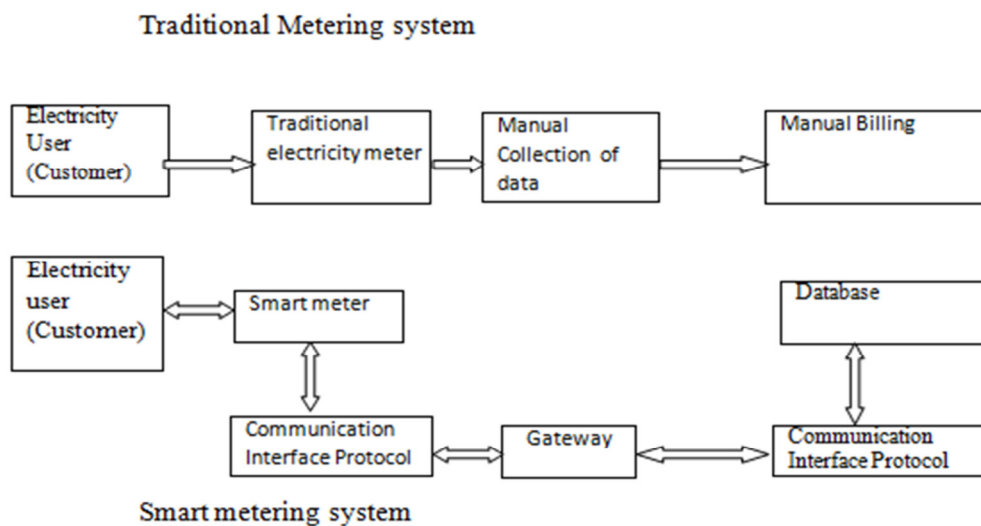 Traditional Metering system
Electricity
User
(Customer)
Traditional
electricity meter
Manual
Collection of
data
Manual Billing
Electricity
user
(Customer)
Smart meter
Database
Communication
Interface Protocol
Gateway
Communication
Interface Protocol
Smart metering system